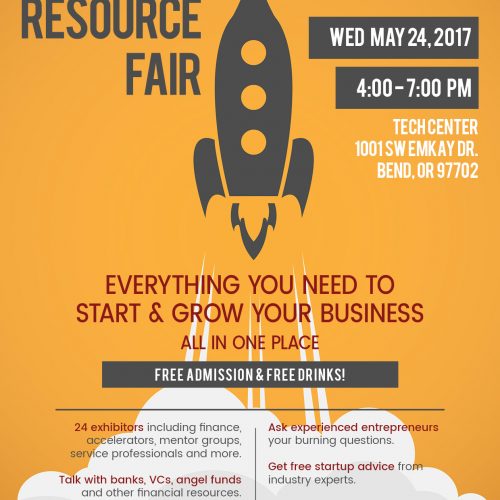 RESOURCE
FAIR
WED MAY 24, 2017
4:00 - 7:00 PM
TECH CENTER
1001 SW EMKAY DR.
BEND, OR 97702
EVERYTHING YOU NEED TO
START & GROW YOUR BUSINESS
ALL IN ONE PLACE
FREE ADMISSION & FREE DRINKS!
24 exhibitors including finance,
accelerators, mentor groups,
service professionals and more.
Talk with banks, VCs, angel funds
and other financial resources.
Ask experienced entrepreneurs
your burning questions.
Get free startup advice from
industry experts.